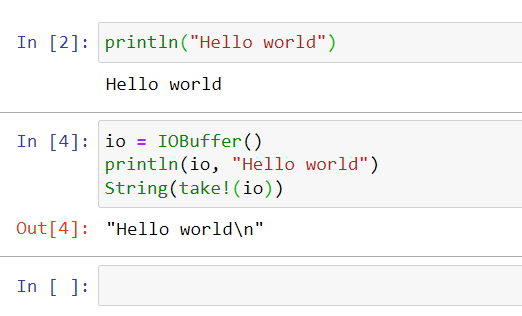 In [2]: println("Hello world")
Hello world
In [4]: io = IOBuffer()
println(io, "Hello world")
String(take!(io))
Out[4]: "Hello world\n"
In [ ]: